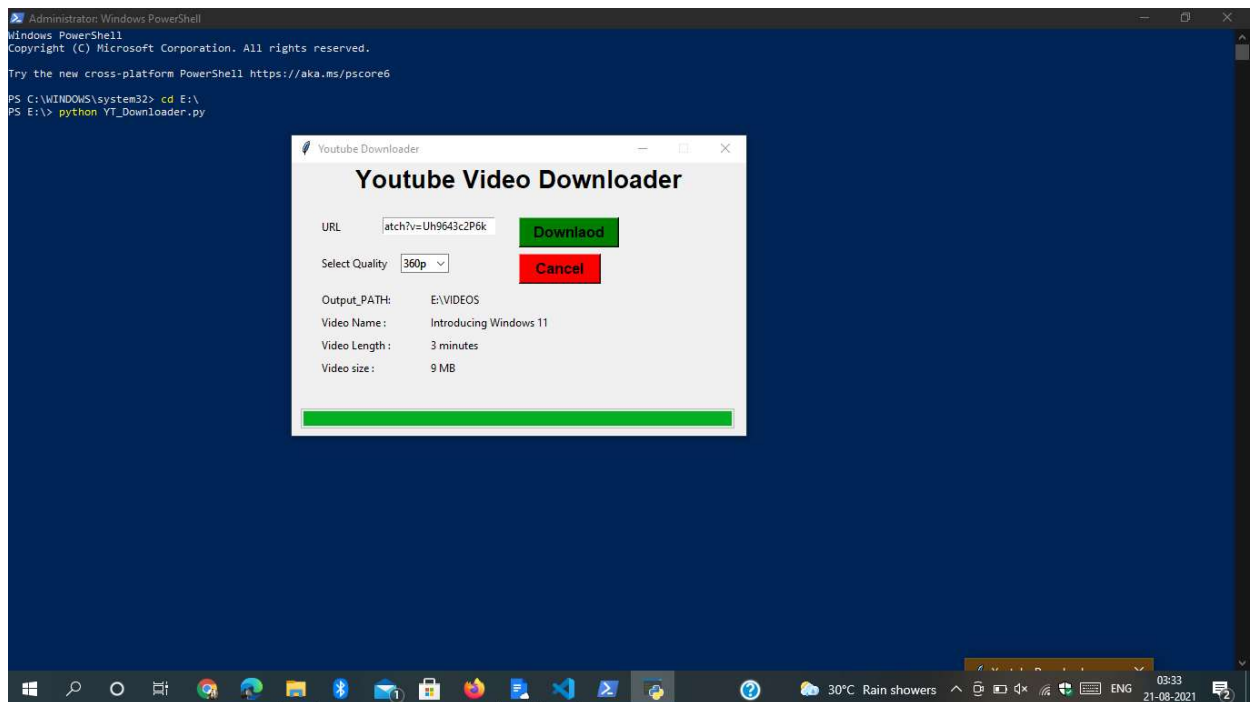 Administrator: Windows PowerShell
Windows PowerShell
Copyright (C) Microsoft Corporation. All rights reserved.
Try the new cross-platform PowerShell https://aka.ms/pscore6
PS C:\WINDOWS\system32> cd E:\
PS E:\> python YT_Downloader.py
Youtube Downloader
Youtube Video Downloader
URL atch?v=Uh9643c2P6k Downlaod
Select Quality 360p Cancel
Output_PATH: E:\VIDEOS
Video Name : Introducing Windows 11
Video Length : 3 minutes
Video size : 9 MB
30°C Rain showers ENG 03:33
21-08-2021